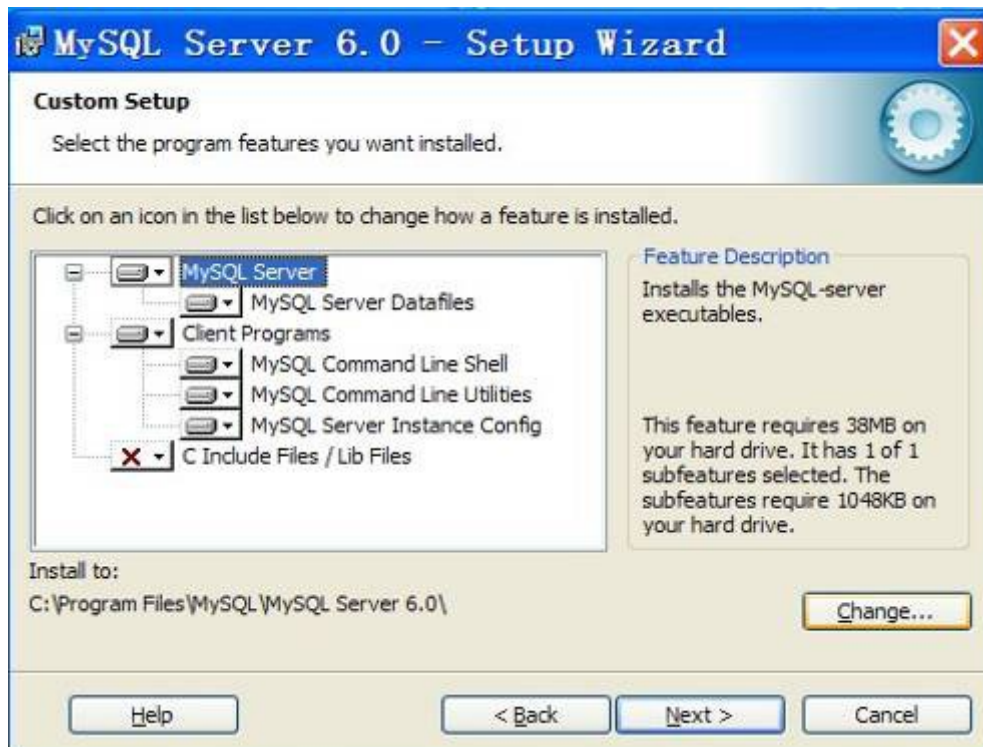 MySQL Server 6.0 - Setup Wizard
Custom Setup
Select the program features you want installed.
Click on an icon in the list below to change how a feature is installed.
MySQL Server
MySQL Server Datafiles
Client Programs
MySQL Command Line Shell
MySQL Command Line Utilities
MySQL Server Instance Config
C Include Files / Lib Files
Feature Description
Installs the MySQL-server
executables.
This feature requires 38MB on
your hard drive. It has 1 of 1
subfeatures selected. The
subfeatures require 1048KB on
your hard drive.
Install to:
C:\Program Files\MySQL\MySQL Server 6.0\
Change...
Help
< Back
Next >
Cancel